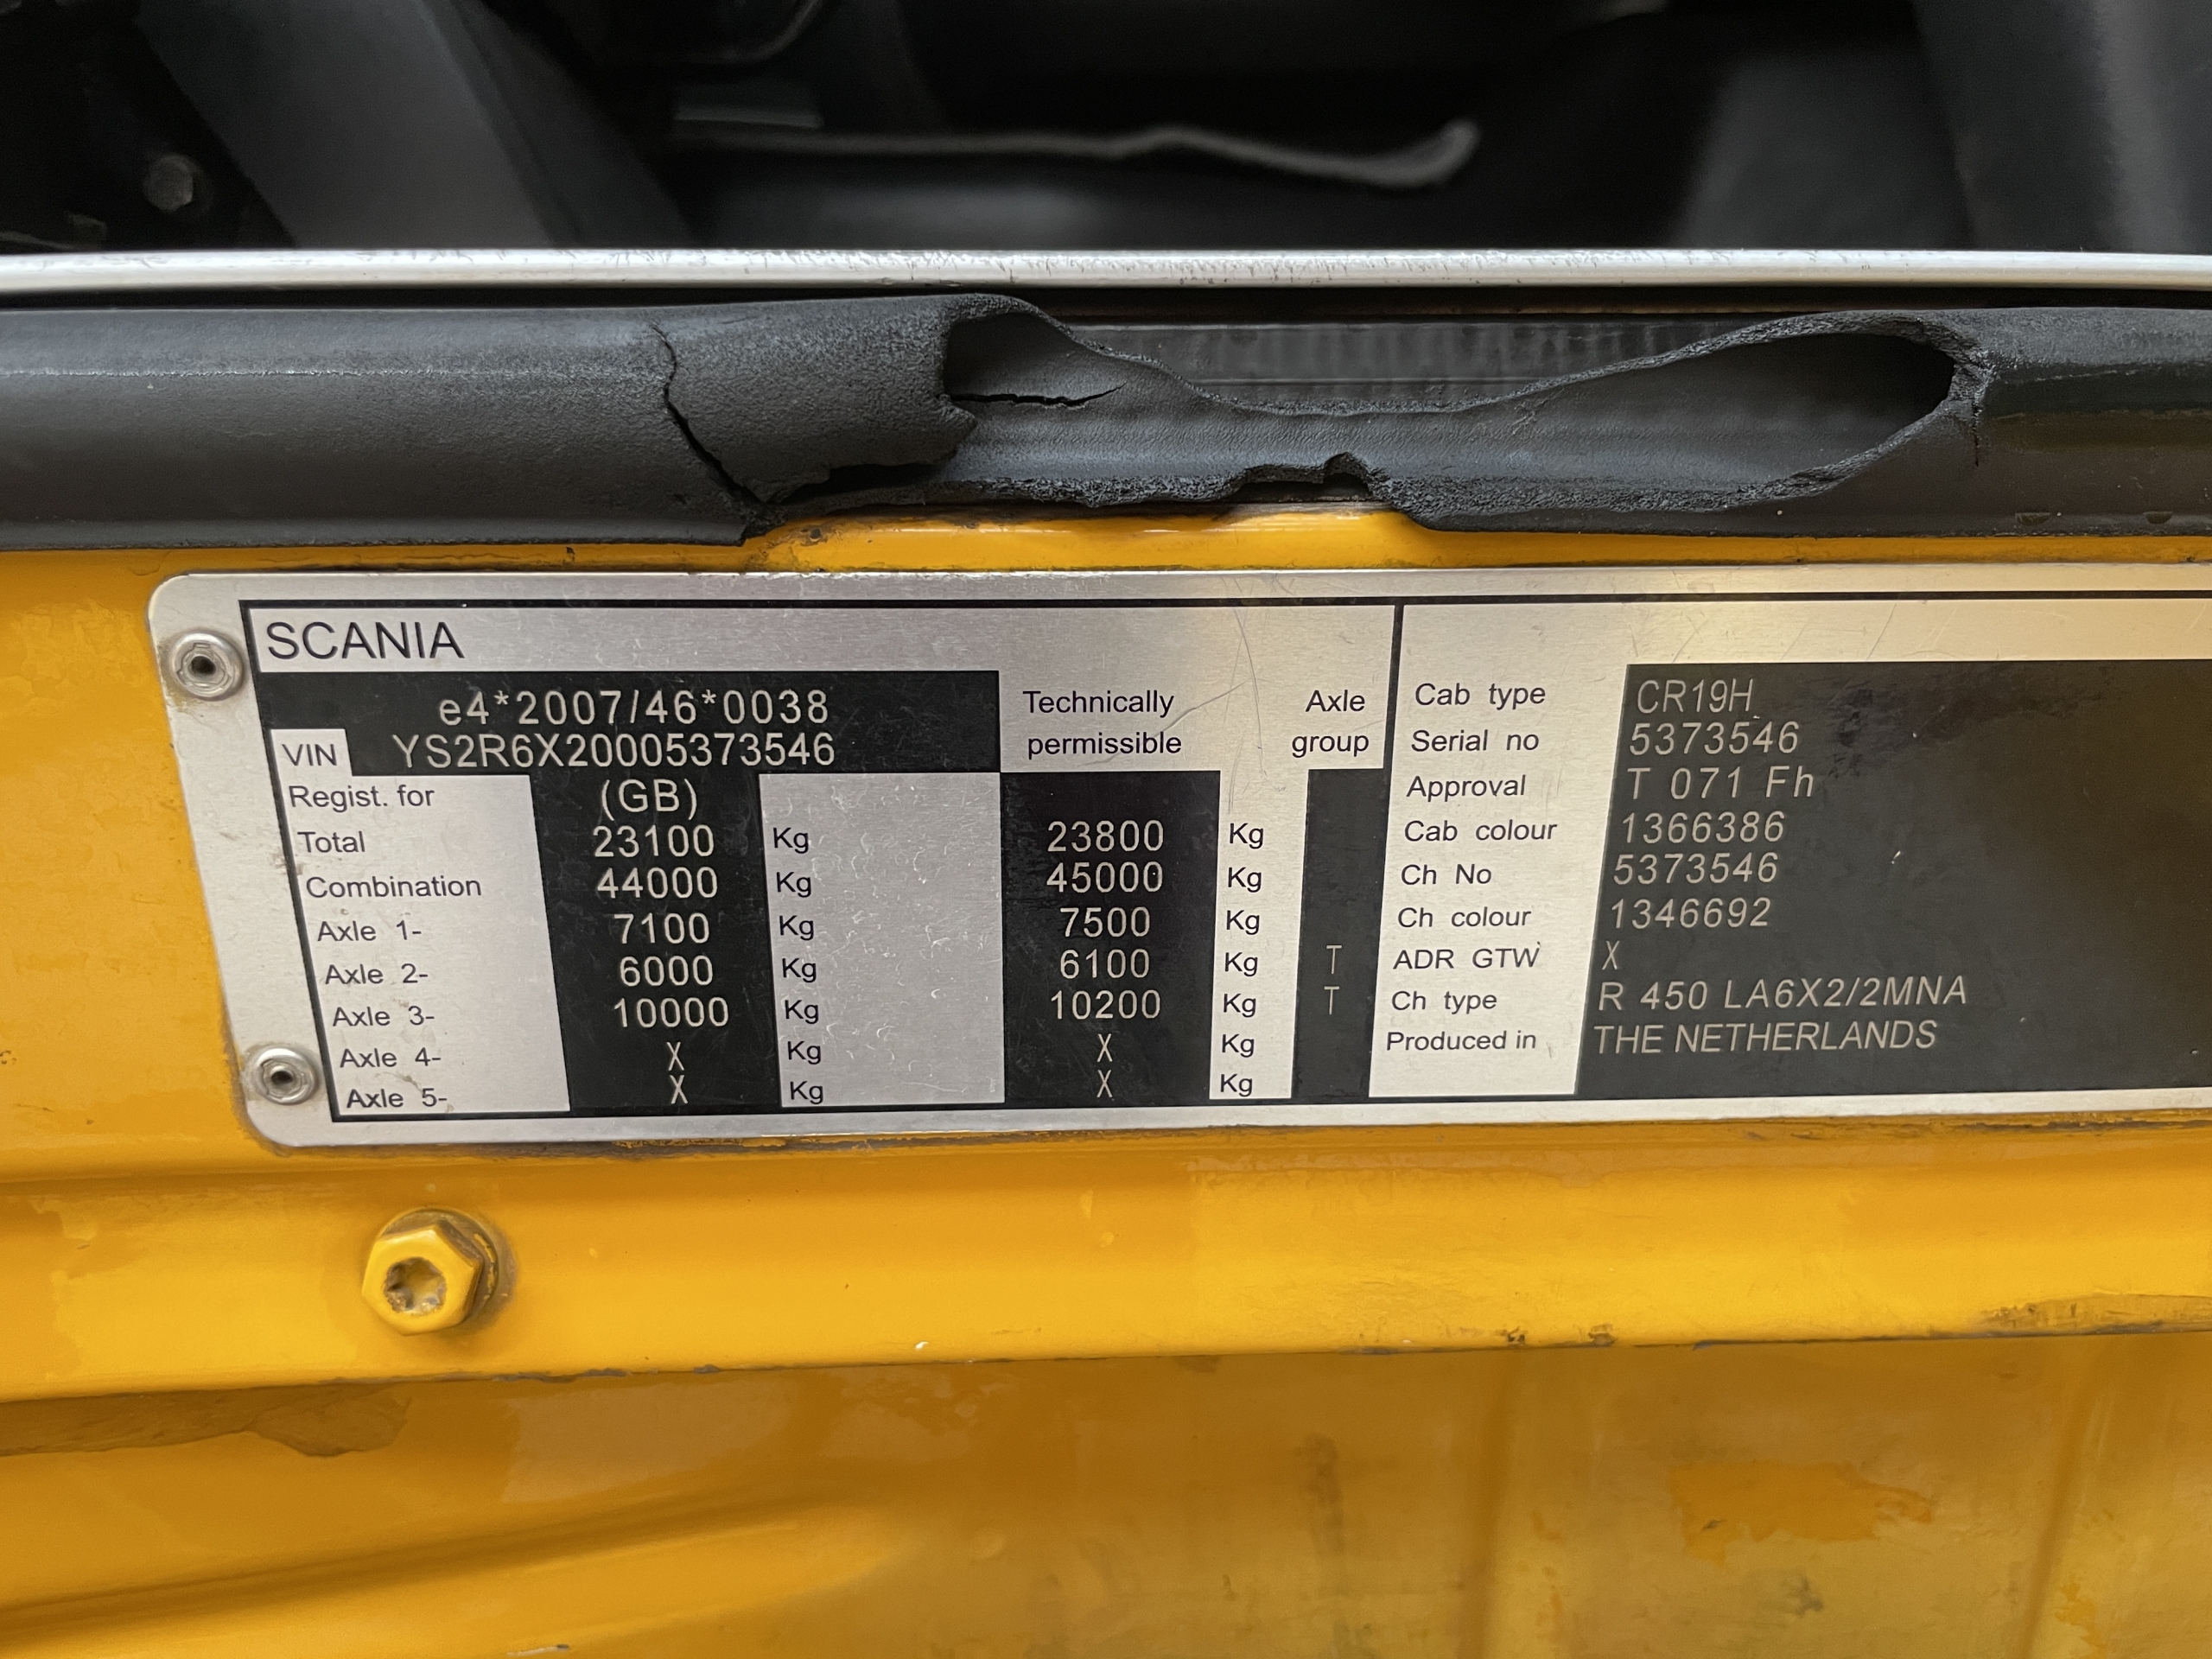 SCANIA
e4*2007/46*0038
VIN YS2R6X20005373546
Technically permissible
Axle group
Regist. for (GB)
Total 23100 Kg 23800 Kg
Combination 44000 Kg 45000 Kg
Axle 1- 7100 Kg 7500 Kg
Axle 2- 6000 Kg 6100 Kg T
Axle 3- 10000 Kg 10200 Kg T
Axle 4- X Kg X Kg
Axle 5- X Kg X Kg
Cab type CR19H
Serial no 5373546
Approval T 071 Fh
Cab colour 1366386
Ch No 5373546
Ch colour 1346692
ADR GTW X
Ch type R 450 LA6X2/2MNA
Produced in THE NETHERLANDS